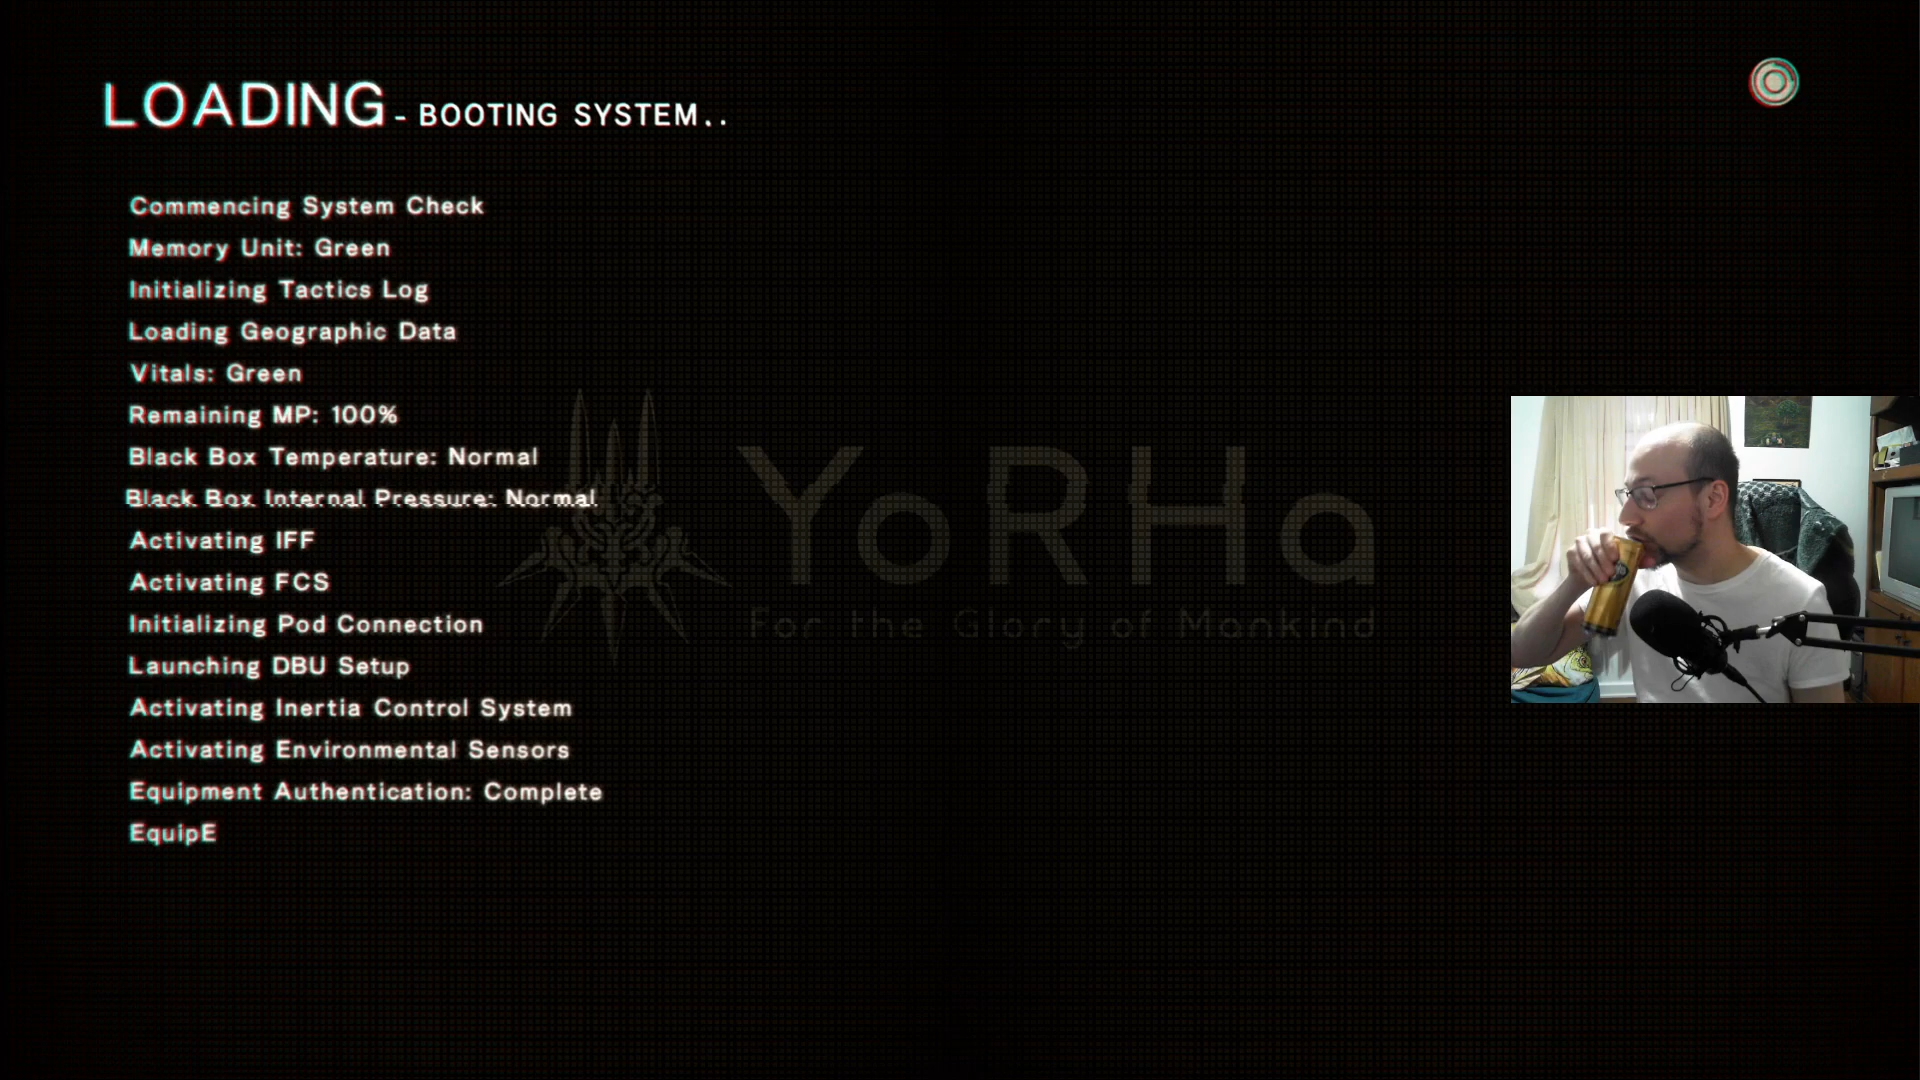 LOADING - BOOTING SYSTEM..
Commencing System Check
Memory Unit: Green
Initializing Tactics Log
Loading Geographic Data
Vitals: Green
Remaining MP: 100%
Black Box Temperature: Normal
Black Box Internal Pressure: Normal
Activating IFF
Activating FCS
Initializing Pod Connection
Launching DBU Setup
Activating Inertia Control System
Activating Environmental Sensors
Equipment Authentication: Complete
EquipE
YoRHa
For the Glory of Mankind